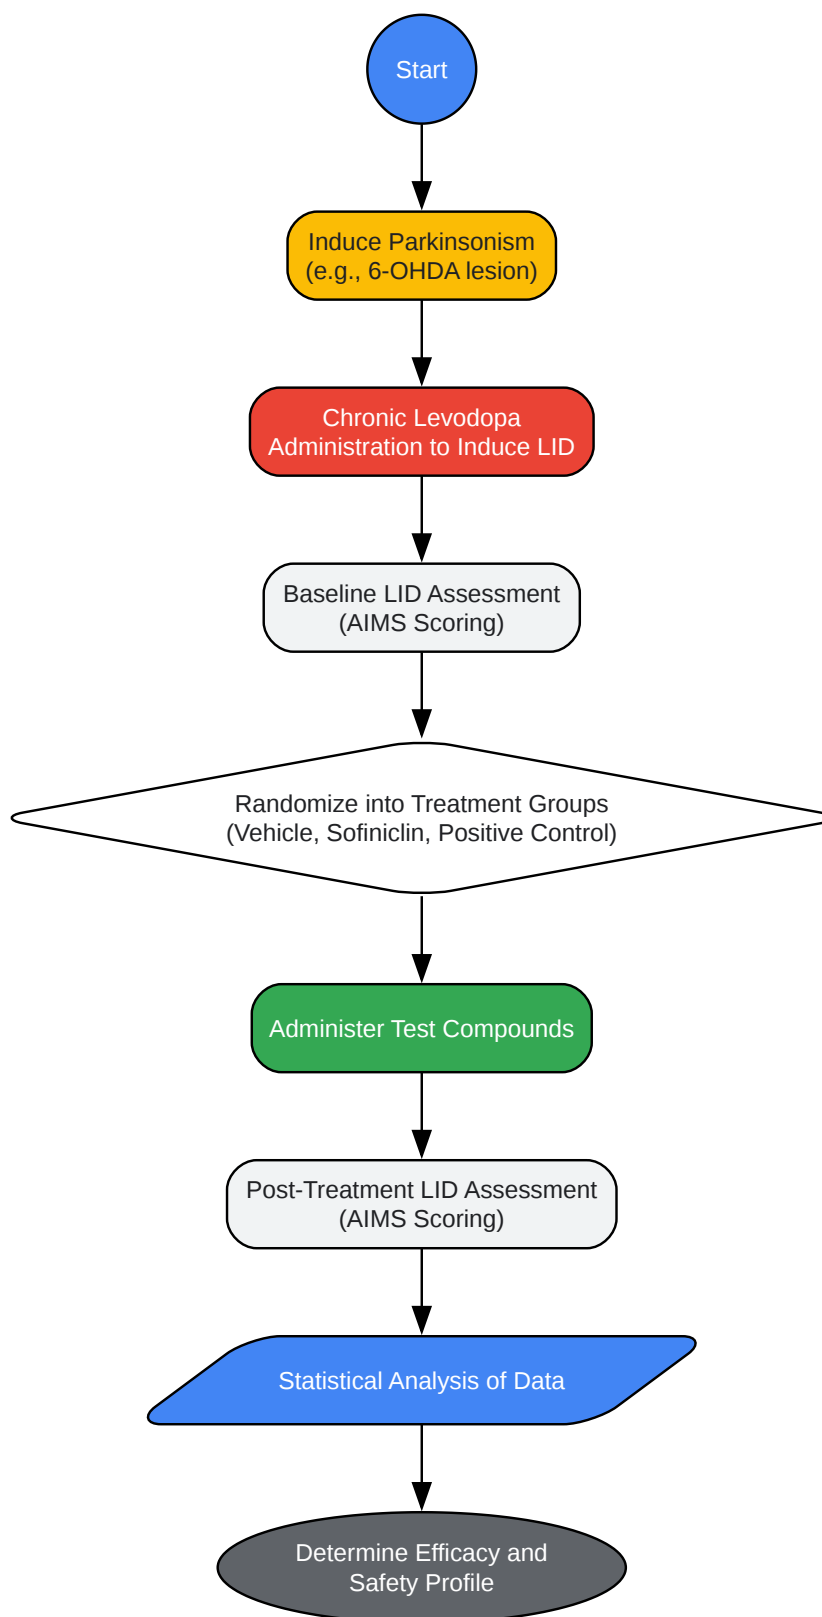 Start
Induce Parkinsonism
(e.g., 6-OHDA lesion)
Chronic Levodopa
Administration to Induce LID
Baseline LID Assessment
(AIMS Scoring)
Randomize into Treatment Groups
(Vehicle, Sofiniclin, Positive Control)
Administer Test Compounds
Post-Treatment LID Assessment
(AIMS Scoring)
Statistical Analysis of Data
Determine Efficacy and
Safety Profile